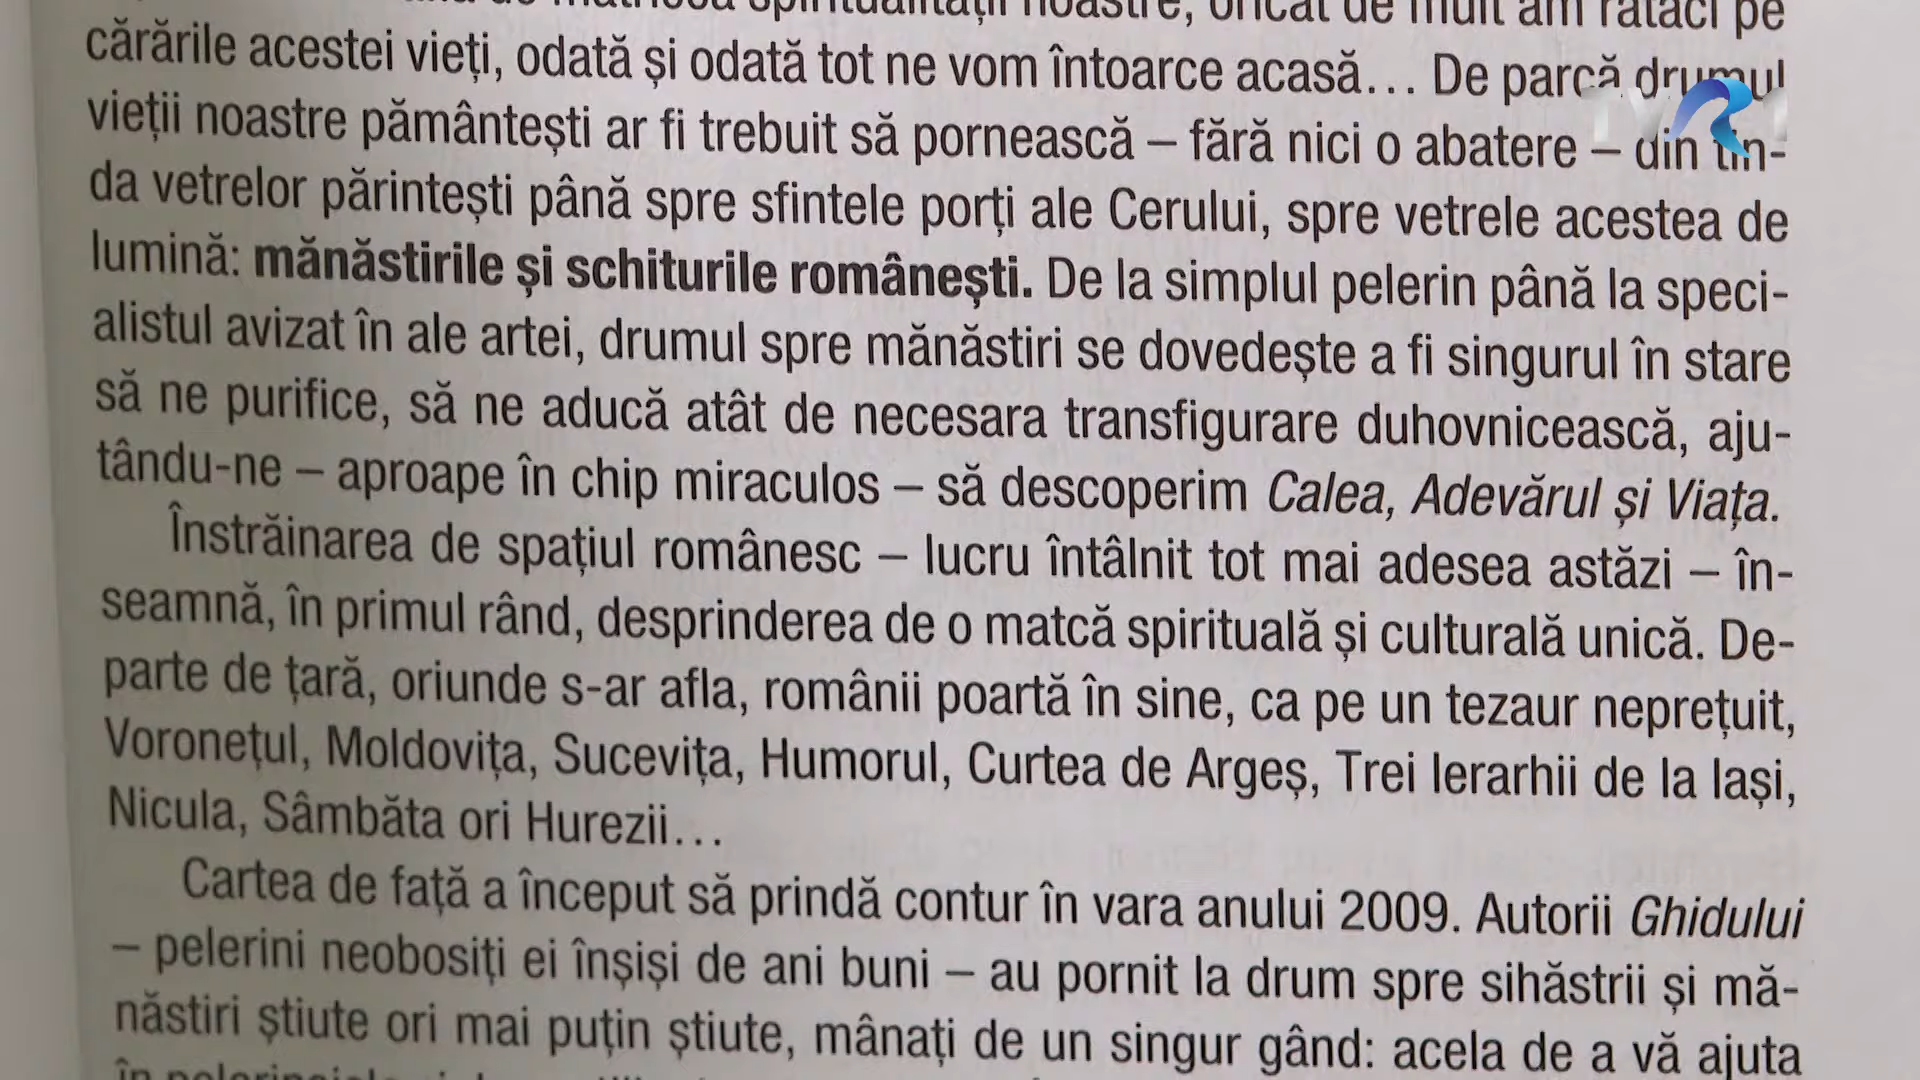 spiritualității noastre, oricât de mult am rătăci pe
cărările acestei vieți, odată și odată tot ne vom întoarce acasă… De parcă drumul
vieții noastre pământești ar fi trebuit să pornească – fără nici o abatere – din tin-
da vetrelor părintești până spre sfintele porți ale Cerului, spre vetrele acestea de
lumină: mănăstirile și schiturile românești. De la simplul pelerin până la speci-
alistul avizat în ale artei, drumul spre mănăstiri se dovedește a fi singurul în stare
să ne purifice, să ne aducă atât de necesara transfigurare duhovnicească, aju-
tându-ne – aproape în chip miraculos – să descoperim Calea, Adevărul și Viața.
Înstrăinarea de spațiul românesc – lucru întâlnit tot mai adesea astăzi – în-
seamnă, în primul rând, desprinderea de o matcă spirituală și culturală unică. De-
parte de țară, oriunde s-ar afla, românii poartă în sine, ca pe un tezaur neprețuit,
Voronețul, Moldovița, Sucevița, Humorul, Curtea de Argeș, Trei Ierarhii de la Iași,
Nicula, Sâmbăta ori Hurezii…
Cartea de față a început să prindă contur în vara anului 2009. Autorii Ghidului
– pelerini neobosiți ei înșiși de ani buni – au pornit la drum spre sihăstrii și mă-
năstiri știute ori mai puțin știute, mânați de un singur gând: acela de a vă ajuta